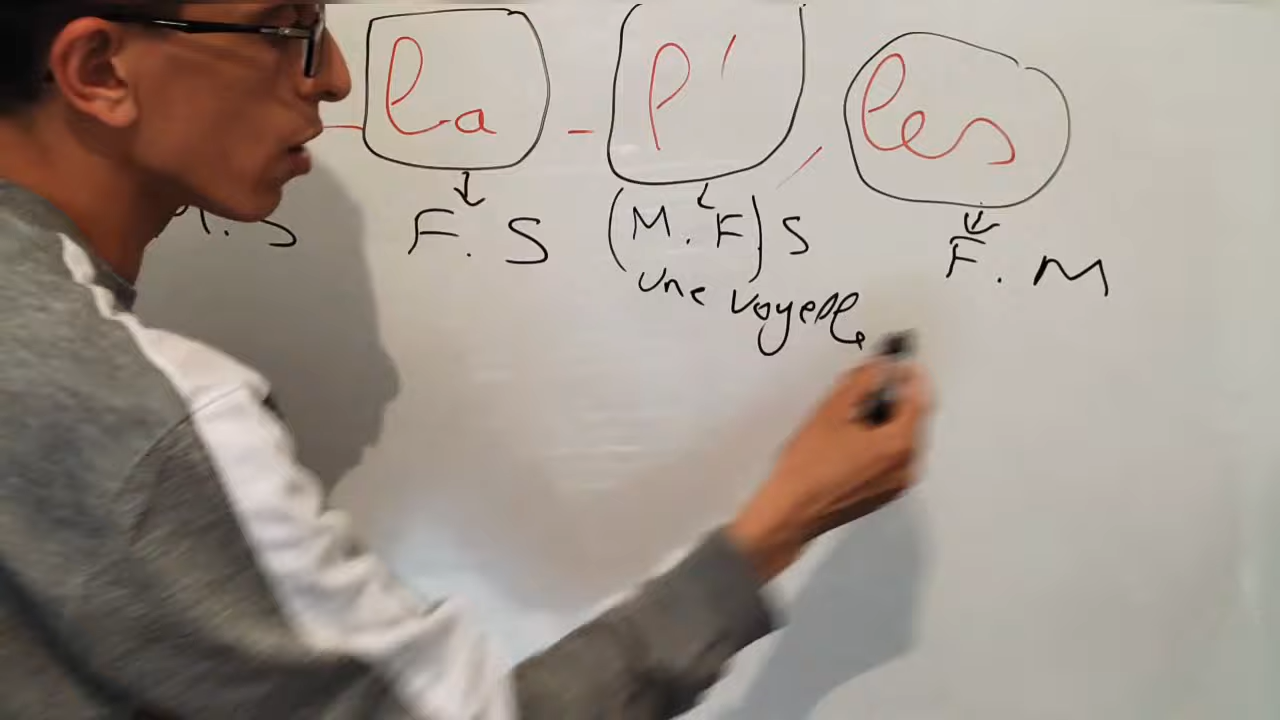 - la - l' , les
M.S F.S (M.F) S F.M
une voyelle